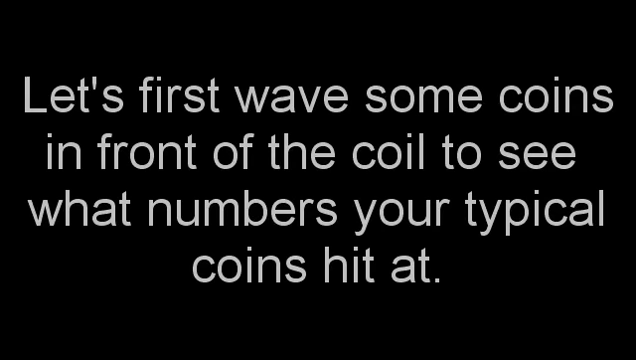 Let's first wave some coins
in front of the coil to see
what numbers your typical
coins hit at.